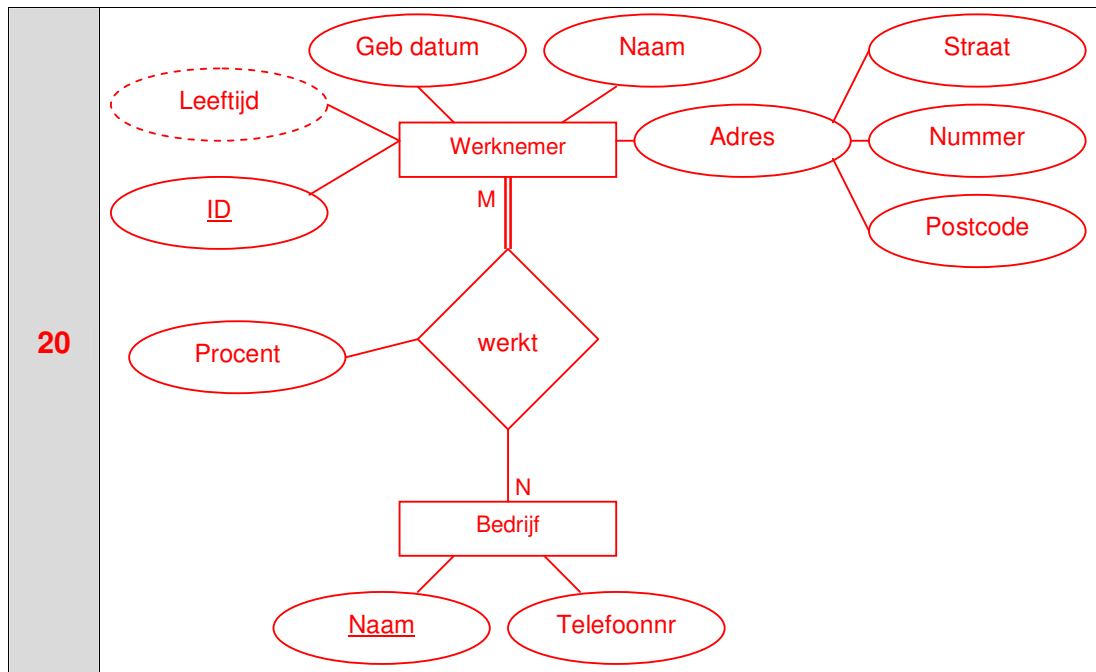 Geb datum
Naam
Straat
Leeftijd
Werknemer
Adres
Nummer
ID
M
Postcode
20
Procent
werkt
N
Bedrijf
Naam
Telefoonnr